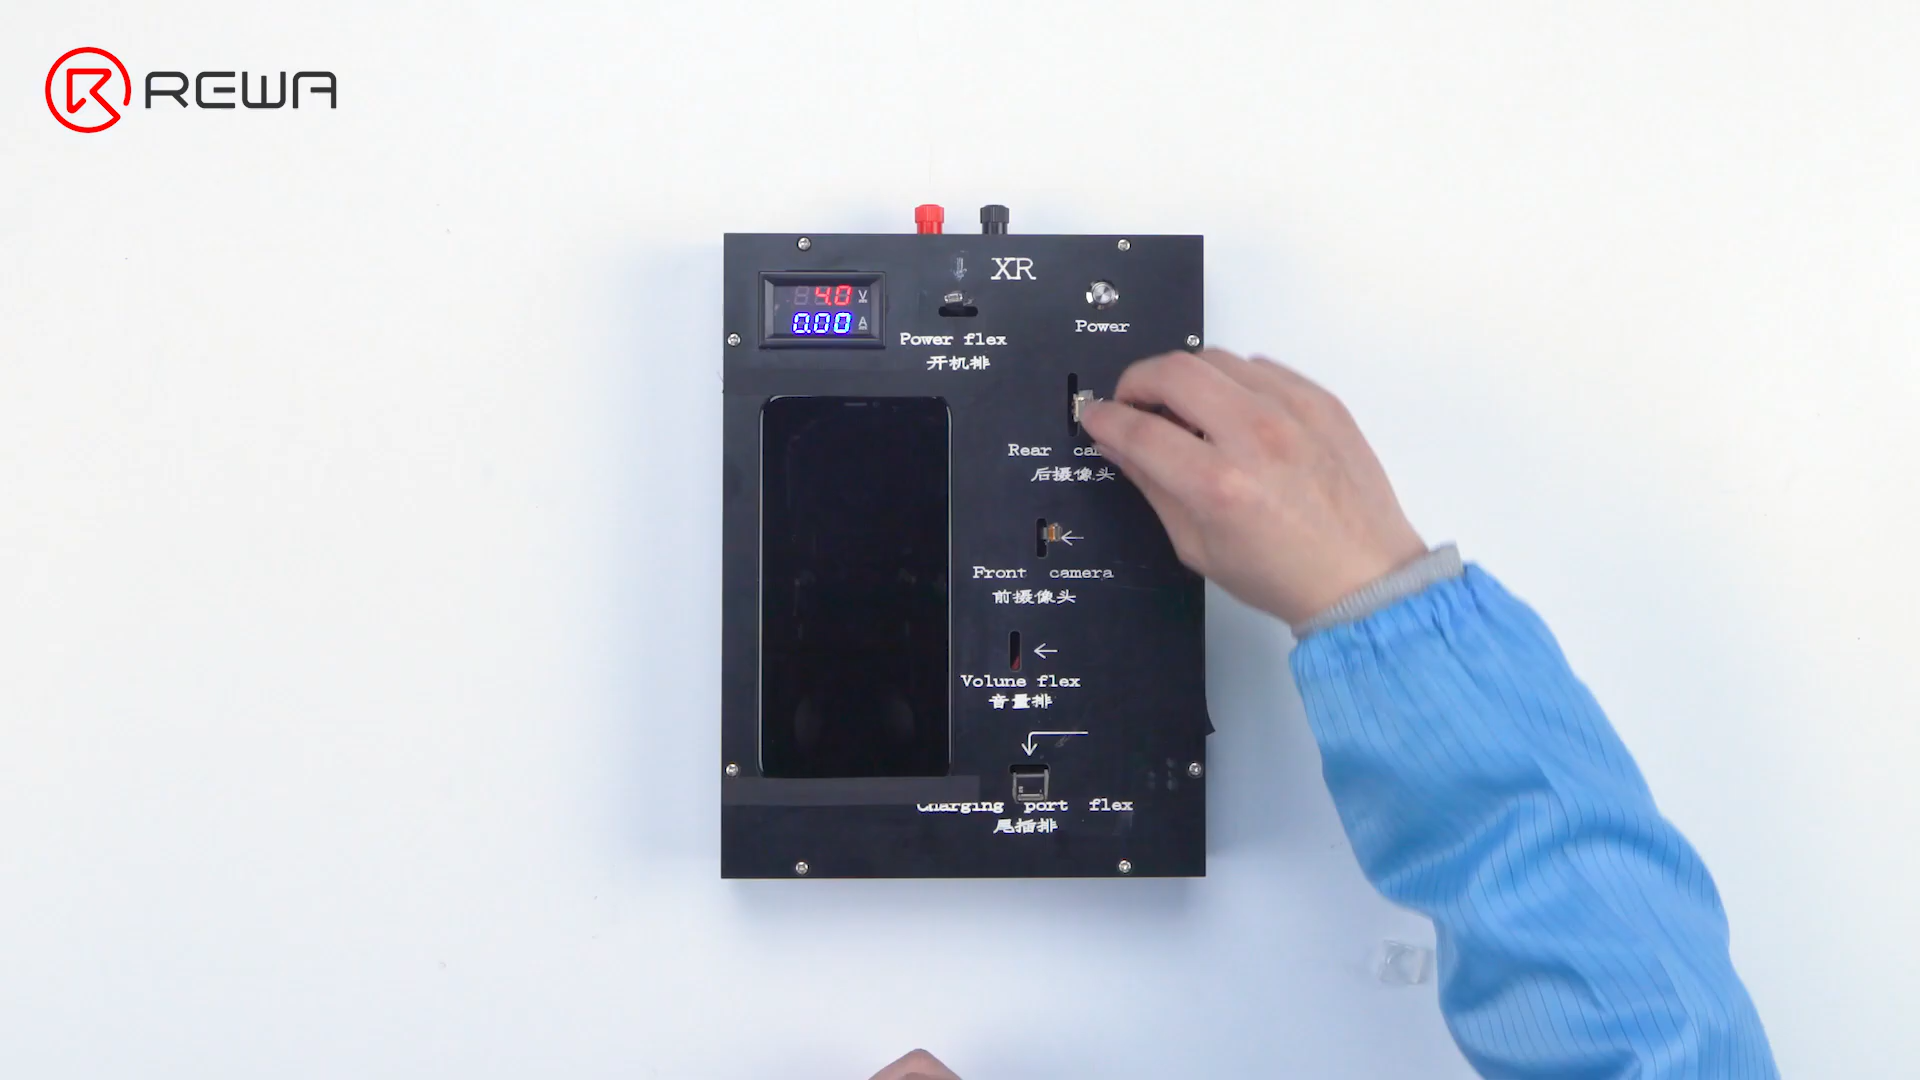 REWA
XR
4.0 V
0.00 A
Power flex
开机排
Power
Rear
后摄像头
Front camera
前摄像头
Volune flex
音量排
Charging port flex
尾插排